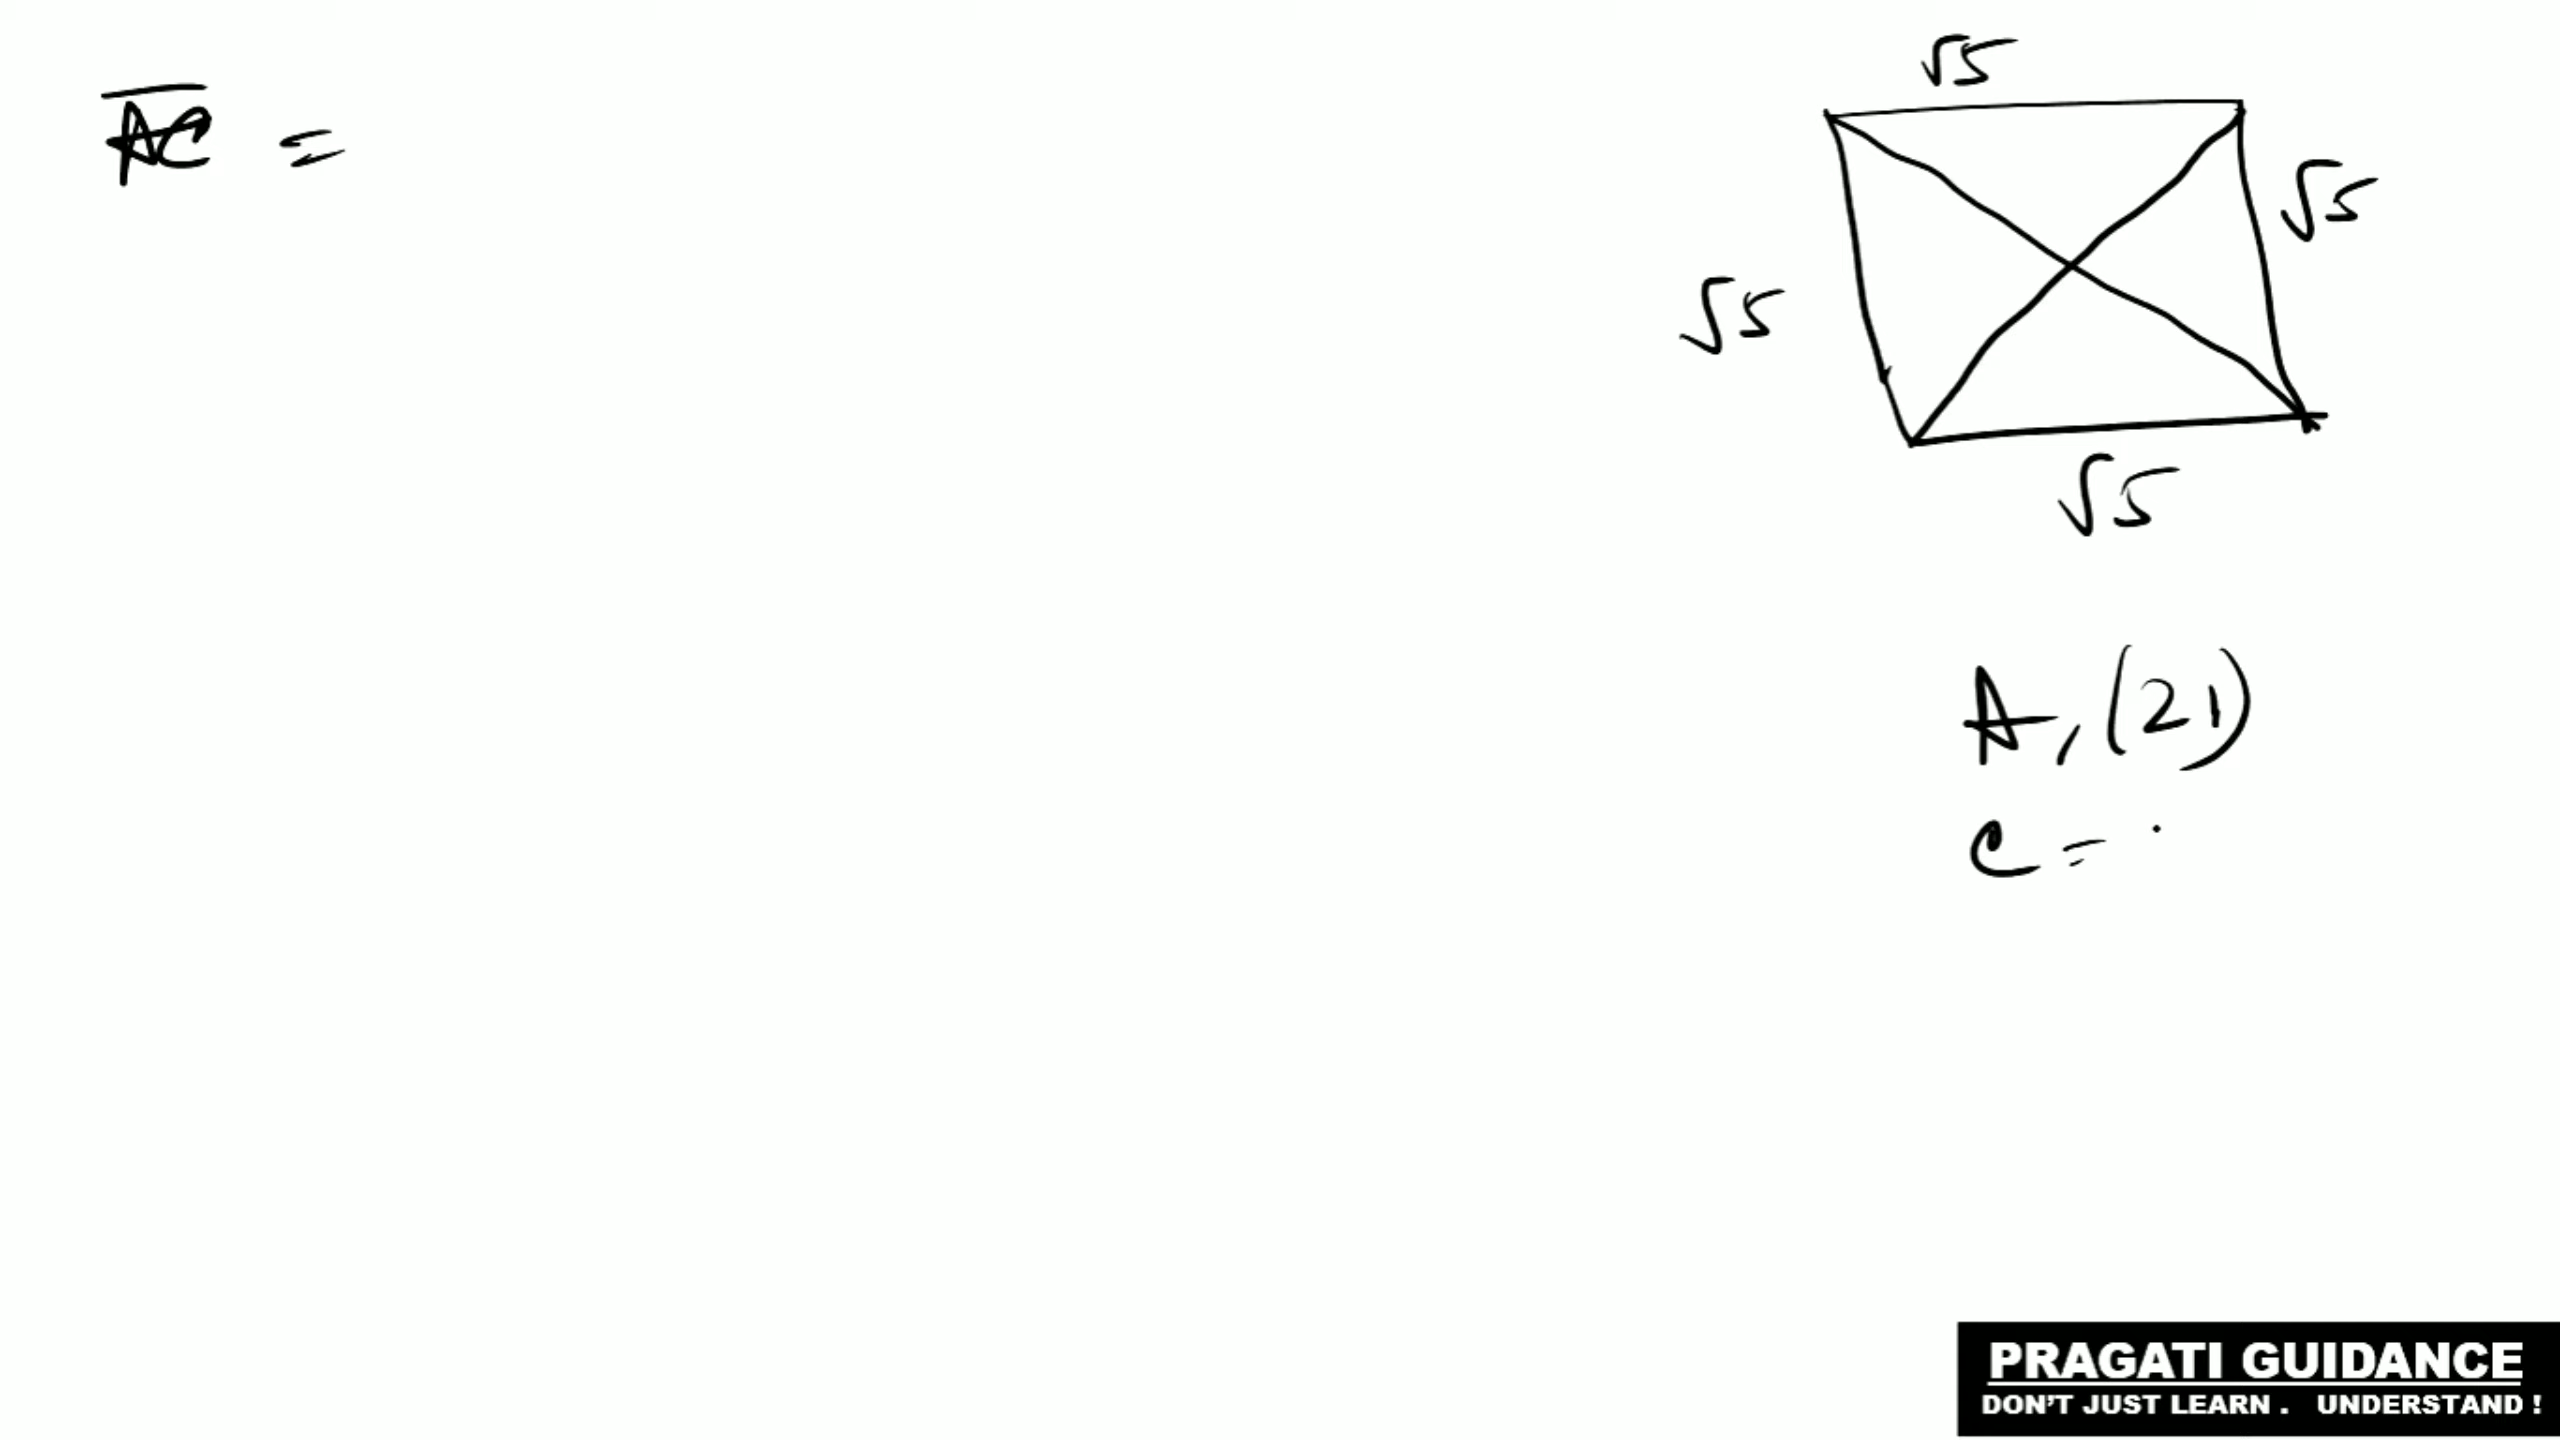 AC =
√5
√5
√5
√5
A, (2 1)
C =
PRAGATI GUIDANCE
DON'T JUST LEARN . UNDERSTAND !